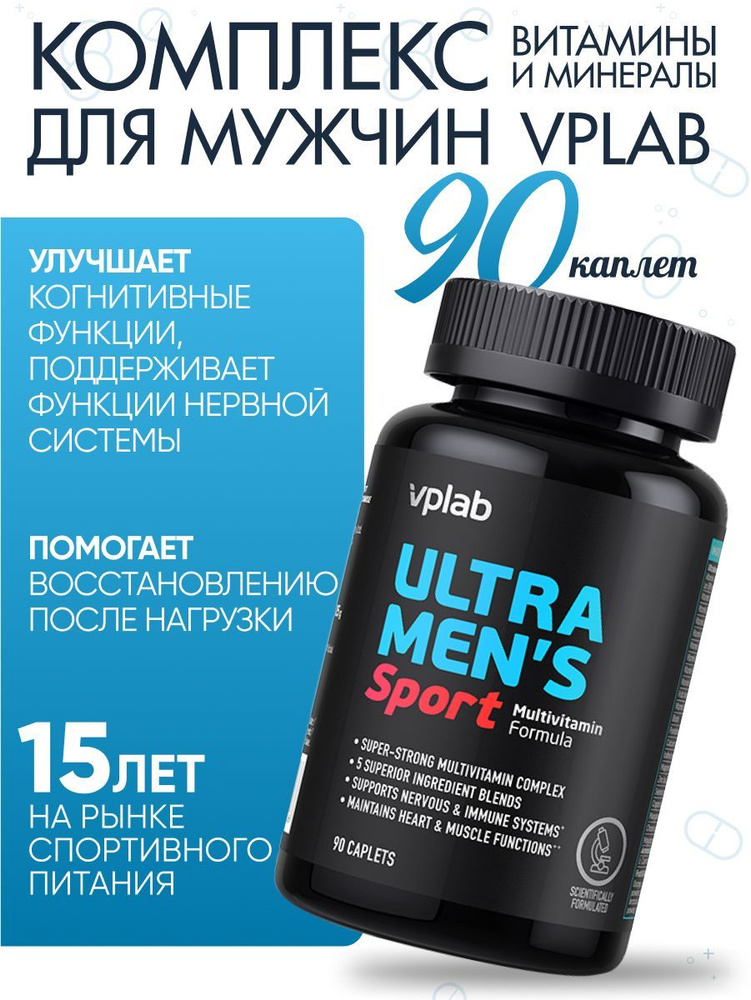 КОМПЛЕКС
ДЛЯ МУЖЧИН
ВИТАМИНЫ
И МИНЕРАЛЫ
VPLAB
90 каплет
УЛУЧШАЕТ
КОГНИТИВНЫЕ
ФУНКЦИИ,
ПОДДЕРЖИВАЕТ
ФУНКЦИИ НЕРВНОЙ
СИСТЕМЫ
ПОМОГАЕТ
ВОССТАНОВЛЕНИЮ
ПОСЛЕ НАГРУЗКИ
15 ЛЕТ
НА РЫНКЕ
СПОРТИВНОГО
ПИТАНИЯ
vplab
ULTRA
MEN'S
Sport Multivitamin
Formula
• SUPER-STRONG MULTIVITAMIN COMPLEX
• 5 SUPERIOR INGREDIENT BLENDS
• SUPPORTS NERVOUS & IMMUNE SYSTEMS*
• MAINTAINS HEART & MUSCLE FUNCTIONS**
90 CAPLETS
SCIENTIFICALLY
FORMULATED